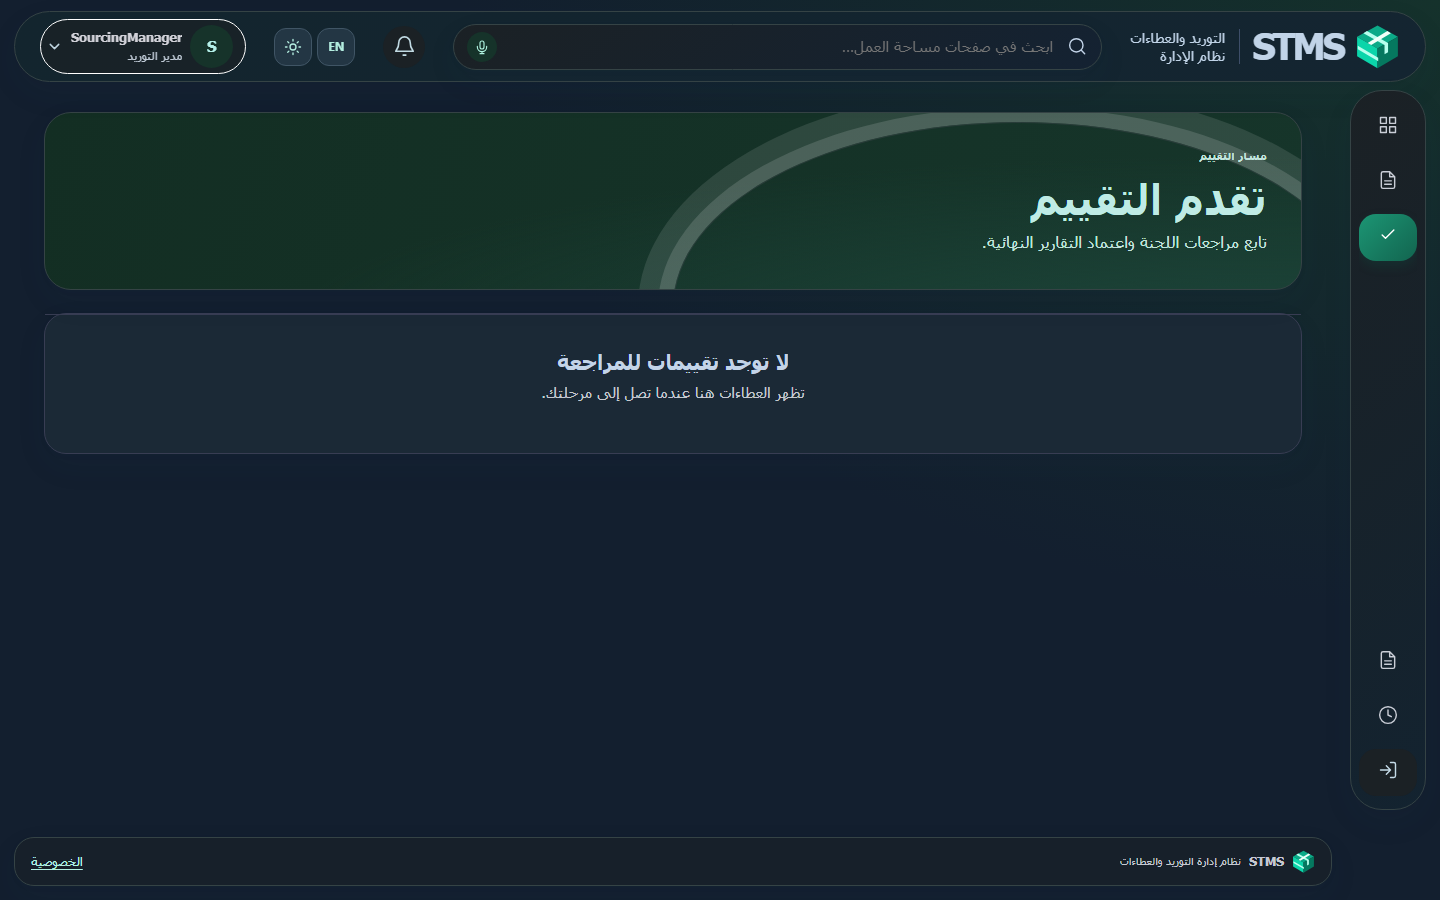 STMS
التوريد والعطاءات
نظام الإدارة
ابحث في صفحات مساحة العمل...
EN
S
SourcingManager
مدير التوريد
مسار التقييم
تقدم التقييم
تابع مراجعات اللجنة واعتماد التقارير النهائية.
لا توجد تقييمات للمراجعة
تظهر العطاءات هنا عندما تصل إلى مرحلتك.
STMS نظام إدارة التوريد والعطاءات
الخصوصية